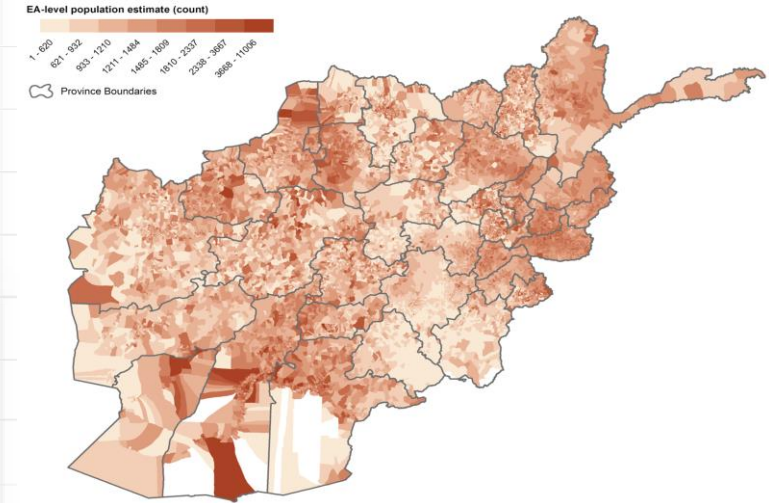 EA-level population estimate (count)
1 - 620
621 - 932
933 - 1210
1211 - 1484
1485 - 1809
1810 - 2337
2338 - 3667
3668 - 11006
Province Boundaries